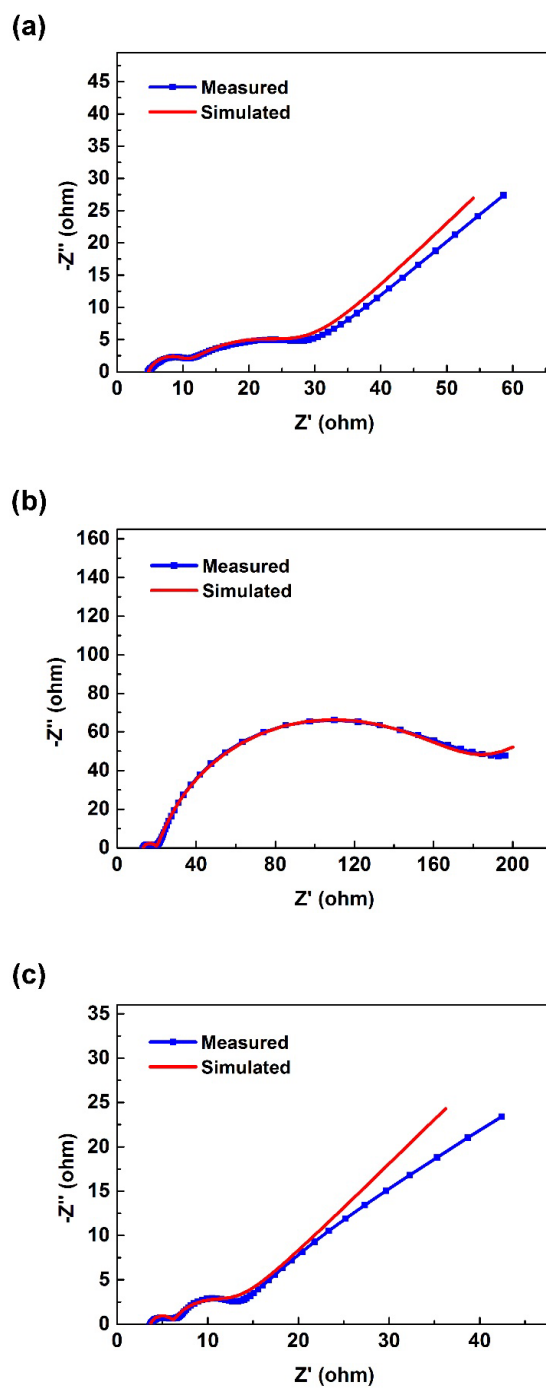 (a)
45
40
35
30
25
20
15
10
5
0
-Z'' (ohm)
Measured
Simulated
0 10 20 30 40 50 60
Z' (ohm)
(b)
160
140
120
100
80
60
40
20
0
-Z'' (ohm)
Measured
Simulated
40 80 120 160 200
Z' (ohm)
(c)
35
30
25
20
15
10
5
0
-Z'' (ohm)
Measured
Simulated
0 10 20 30 40
Z' (ohm)